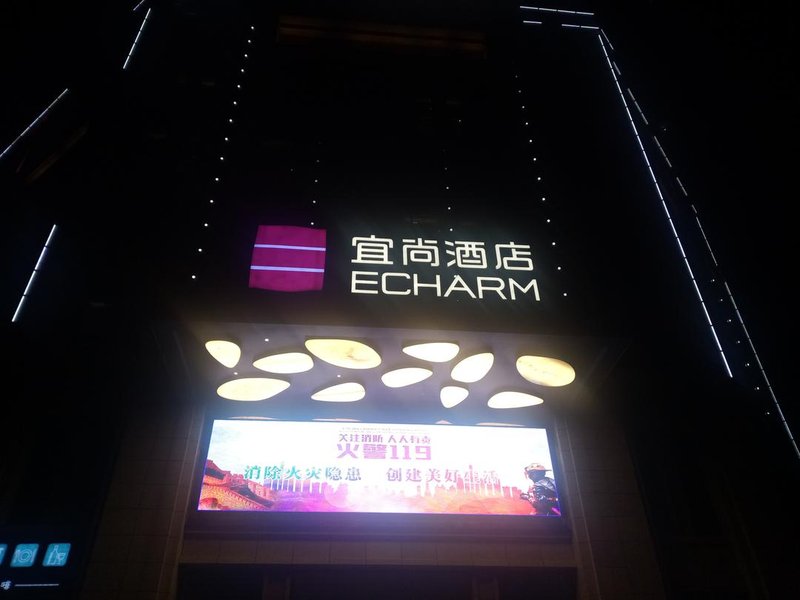 宜尚酒店
ECHARM
关注消防 人人有责
火警119
消除火灾隐患 创建美好生活